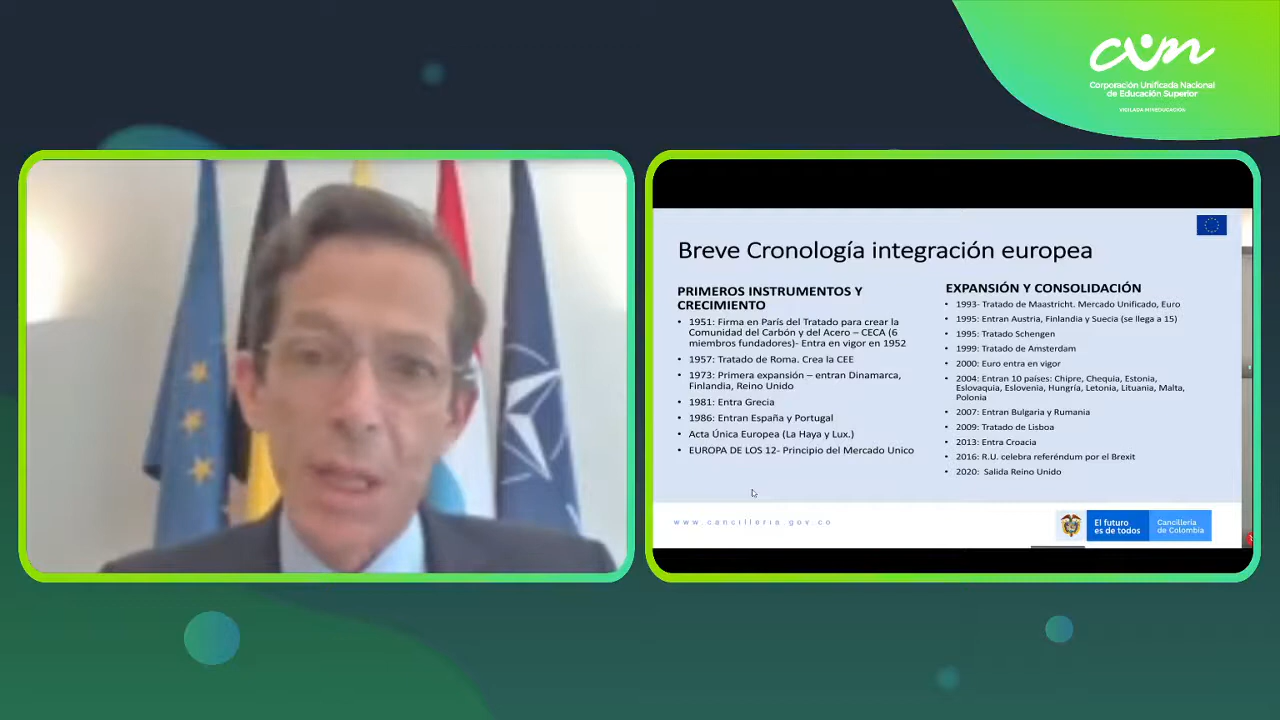 cun
Corporación Unificada Nacional
de Educación Superior
VIGILADA MINEDUCACIÓN
Breve Cronología integración europea
PRIMEROS INSTRUMENTOS Y
CRECIMIENTO
• 1951: Firma en París del Tratado para crear la
Comunidad del Carbón y del Acero – CECA (6
miembros fundadores)- Entra en vigor en 1952
• 1957: Tratado de Roma. Crea la CEE
• 1973: Primera expansión – entran Dinamarca,
Finlandia, Reino Unido
• 1981: Entra Grecia
• 1986: Entran España y Portugal
• Acta Única Europea (La Haya y Lux.)
• EUROPA DE LOS 12- Principio del Mercado Unico
EXPANSIÓN Y CONSOLIDACIÓN
• 1993- Tratado de Maastricht. Mercado Unificado, Euro
• 1995: Entran Austria, Finlandia y Suecia (se llega a 15)
• 1995: Tratado Schengen
• 1999: Tratado de Amsterdam
• 2000: Euro entra en vigor
• 2004: Entran 10 países: Chipre, Chequia, Estonia,
Eslovaquia, Eslovenia, Hungría, Letonia, Lituania, Malta,
Polonia
• 2007: Entran Bulgaria y Rumania
• 2009: Tratado de Lisboa
• 2013: Entra Croacia
• 2016: R.U. celebra referéndum por el Brexit
• 2020: Salida Reino Unido
www.cancilleria.gov.co
El futuro
es de todos
Cancillería
de Colombia